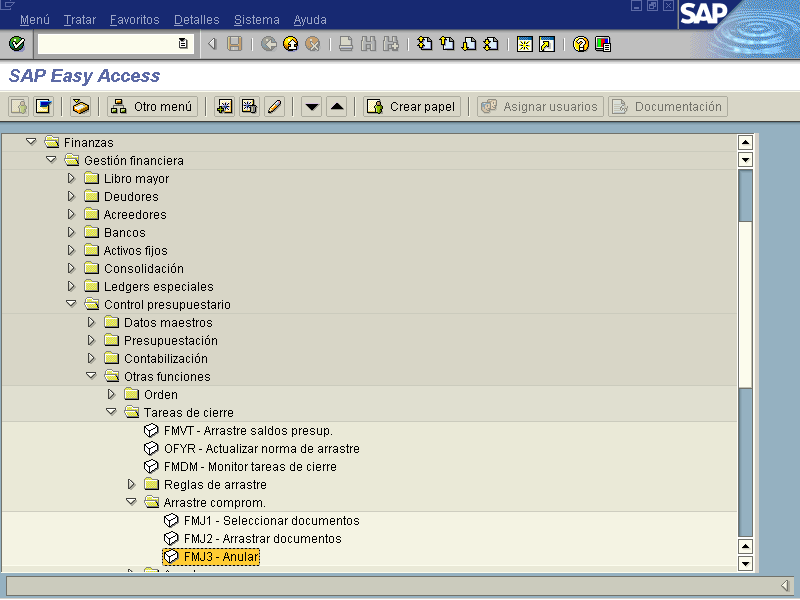 Menú Tratar Favoritos Detalles Sistema Ayuda
SAP
SAP Easy Access
Otro menú Crear papel Asignar usuarios Documentación
Finanzas
Gestión financiera
Libro mayor
Deudores
Acreedores
Bancos
Activos fijos
Consolidación
Ledgers especiales
Control presupuestario
Datos maestros
Presupuestación
Contabilización
Otras funciones
Orden
Tareas de cierre
FMVT - Arrastre saldos presup.
OFYR - Actualizar norma de arrastre
FMDM - Monitor tareas de cierre
Reglas de arrastre
Arrastre comprom.
FMJ1 - Seleccionar documentos
FMJ2 - Arrastrar documentos
FMJ3 - Anular